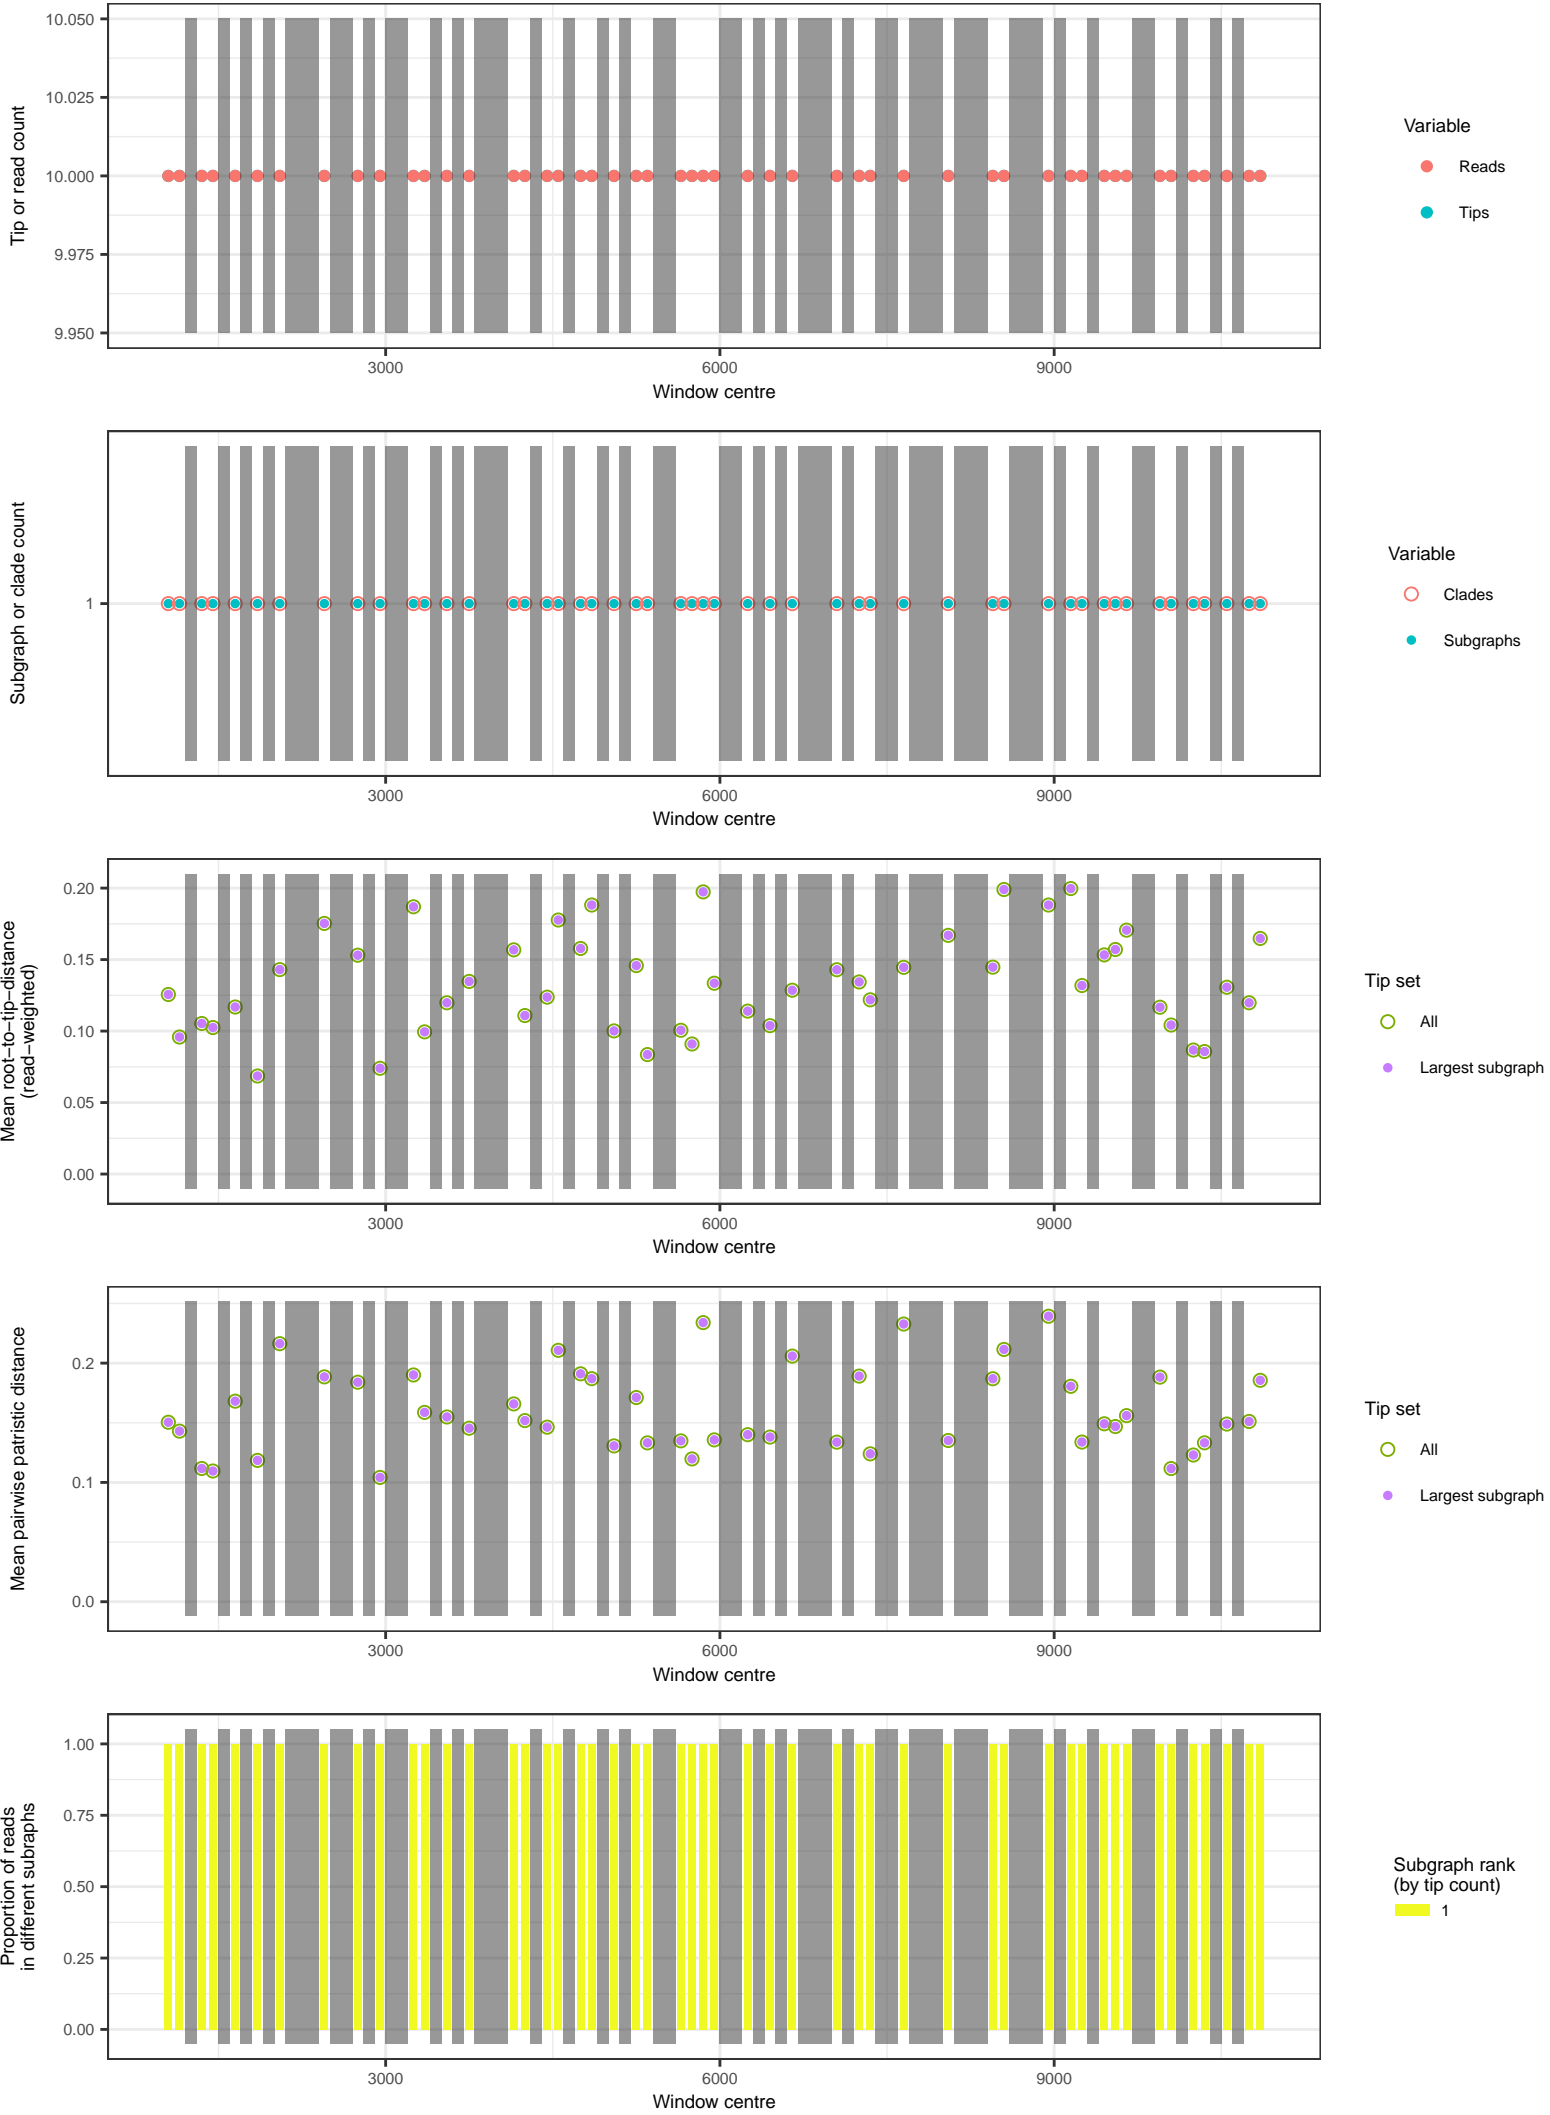 10.050
10.025
10.000
9.975
9.950
Tip or read count
3000
6000
9000
Window centre
Variable
Reads
Tips
1
Subgraph or clade count
3000
6000
9000
Window centre
Variable
Clades
Subgraphs
0.20
0.15
0.10
0.05
0.00
Mean root−to−tip−distance
(read−weighted)
3000
6000
9000
Window centre
Tip set
All
Largest subgraph
0.2
0.1
0.0
Mean pairwise patristic distance
3000
6000
9000
Window centre
Tip set
All
Largest subgraph
1.00
0.75
0.50
0.25
0.00
Proportion of reads
in different subraphs
3000
6000
9000
Window centre
Subgraph rank
(by tip count)
1